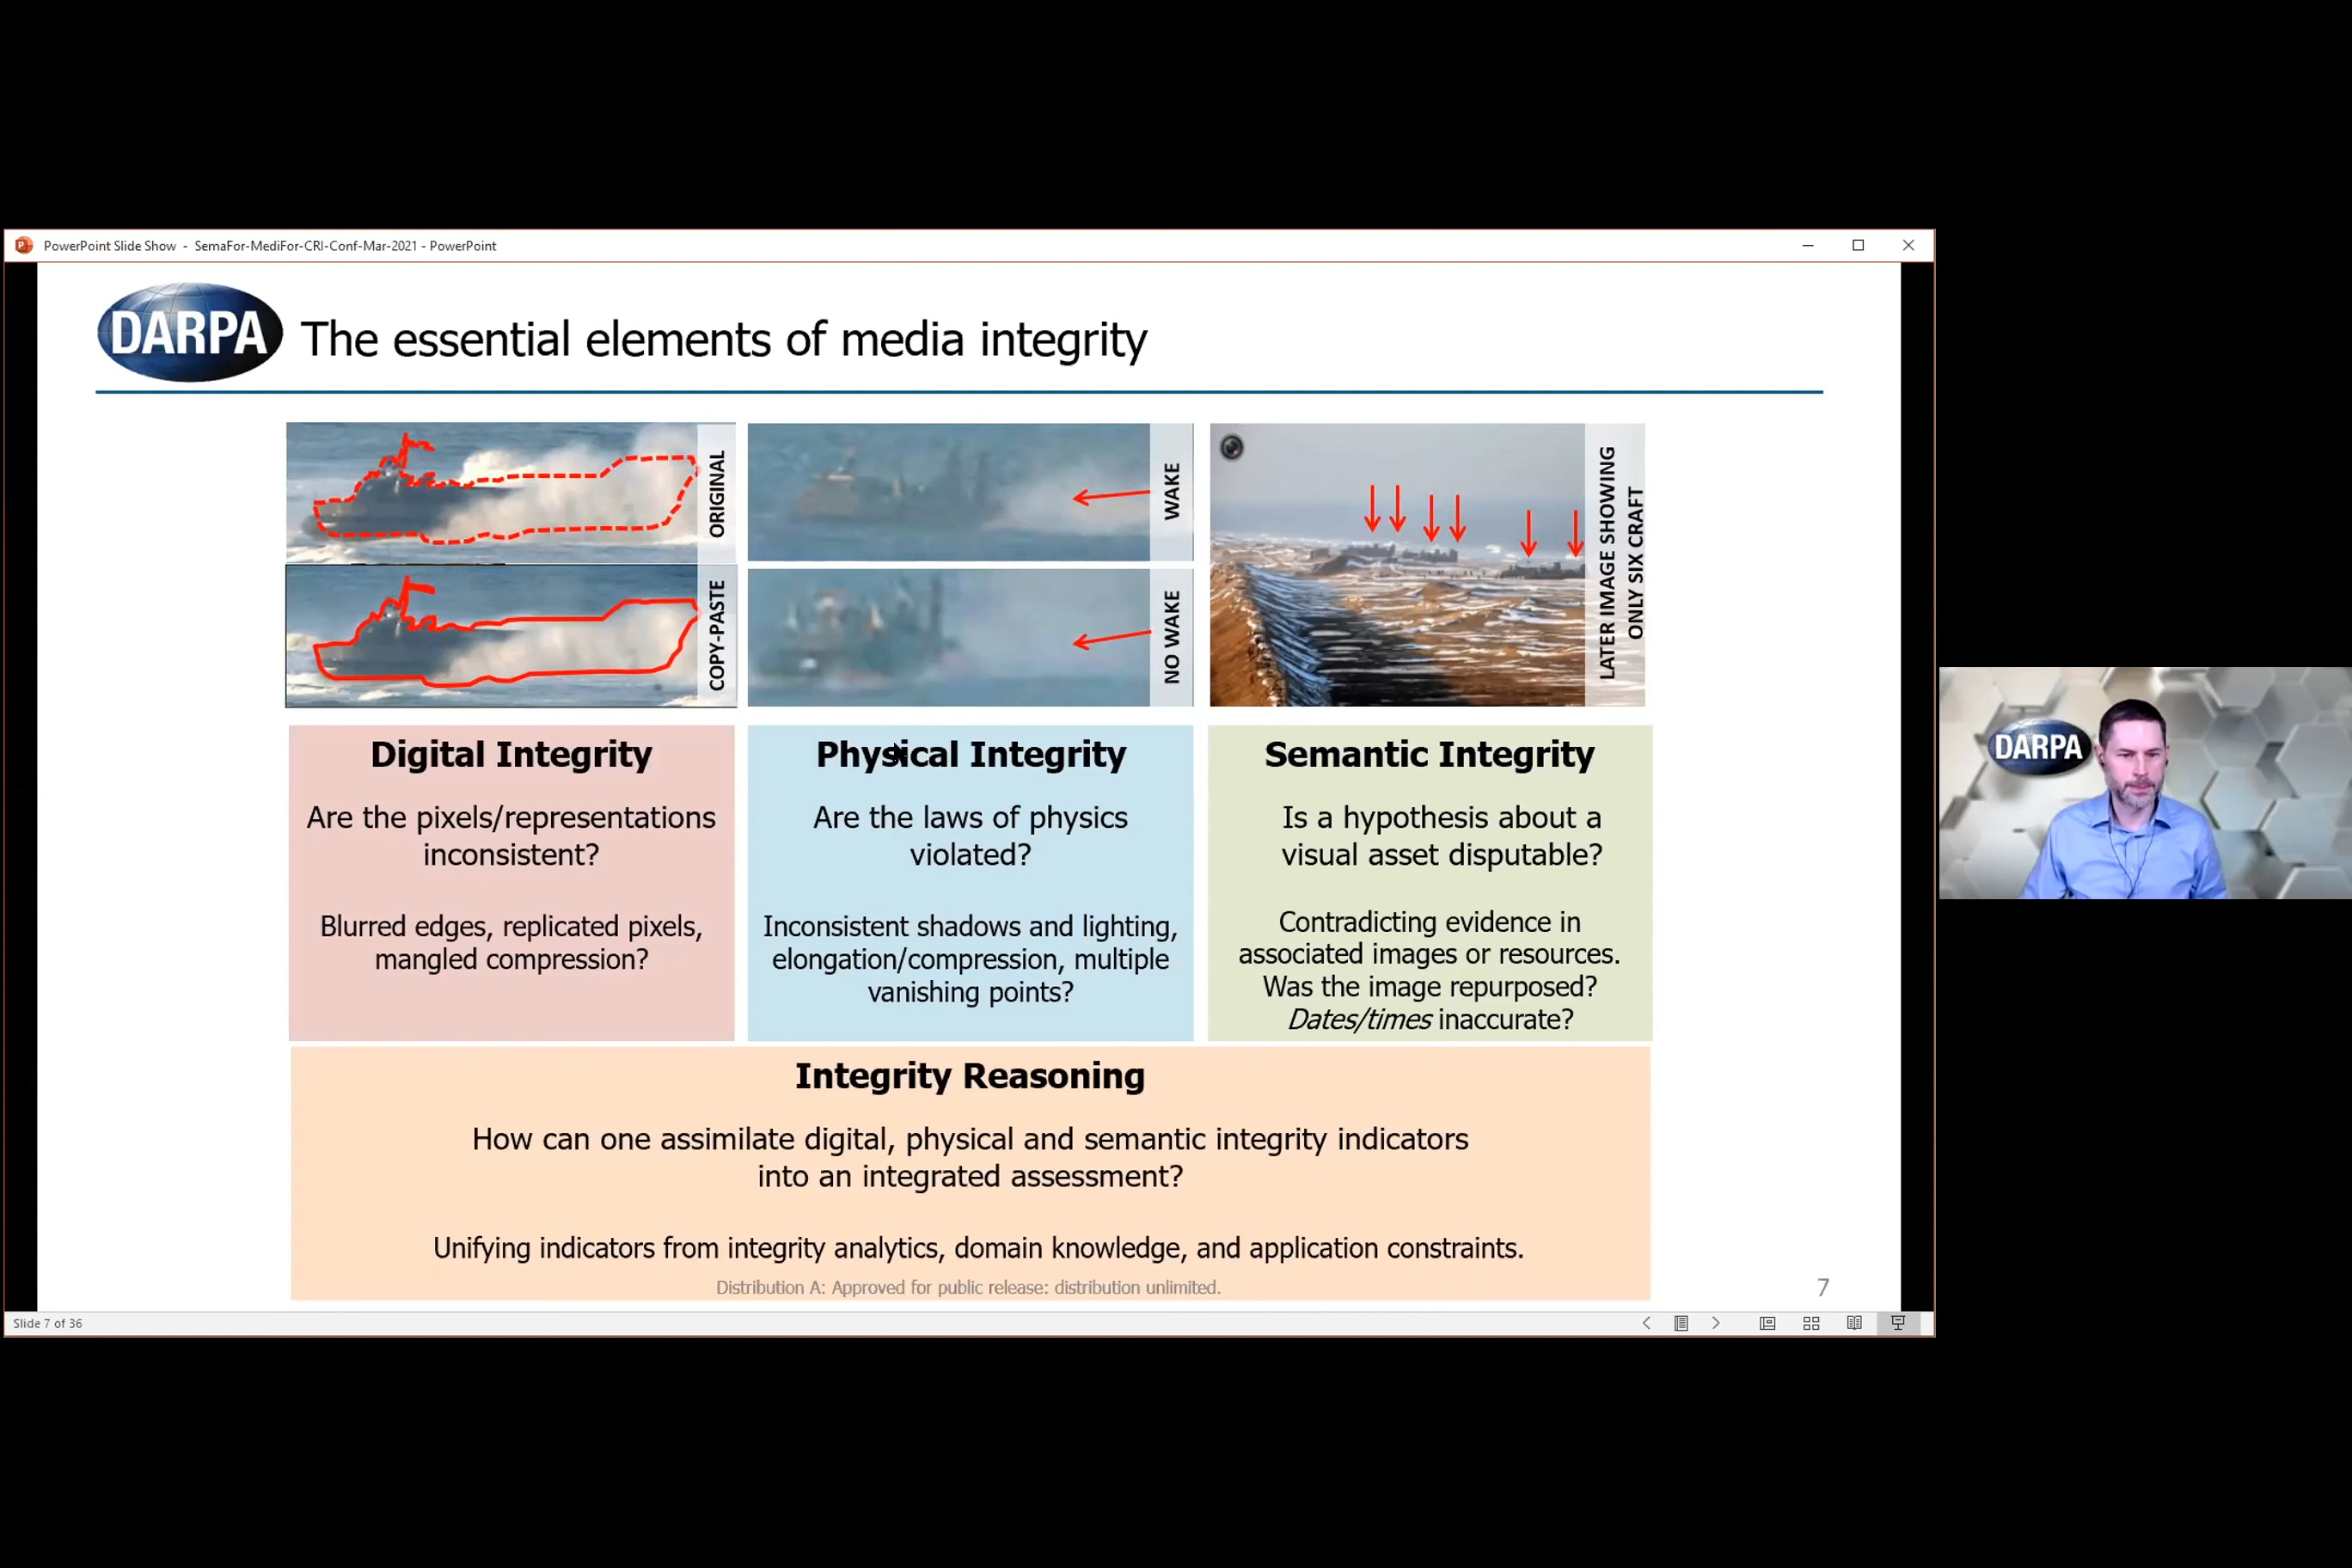 PowerPoint Slide Show - SemaFor-MediFor-CRI-Conf-Mar-2021 - PowerPoint
DARPA
The essential elements of media integrity
ORIGINAL
COPY-PASTE
WAKE
NO WAKE
LATER IMAGE SHOWING
ONLY SIX CRAFT
Digital Integrity
Are the pixels/representations
inconsistent?
Blurred edges, replicated pixels,
mangled compression?
Physical Integrity
Are the laws of physics
violated?
Inconsistent shadows and lighting,
elongation/compression, multiple
vanishing points?
Semantic Integrity
Is a hypothesis about a
visual asset disputable?
Contradicting evidence in
associated images or resources.
Was the image repurposed?
Dates/times inaccurate?
Integrity Reasoning
How can one assimilate digital, physical and semantic integrity indicators
into an integrated assessment?
Unifying indicators from integrity analytics, domain knowledge, and application constraints.
Distribution A: Approved for public release: distribution unlimited.
7
Slide 7 of 36
DARPA